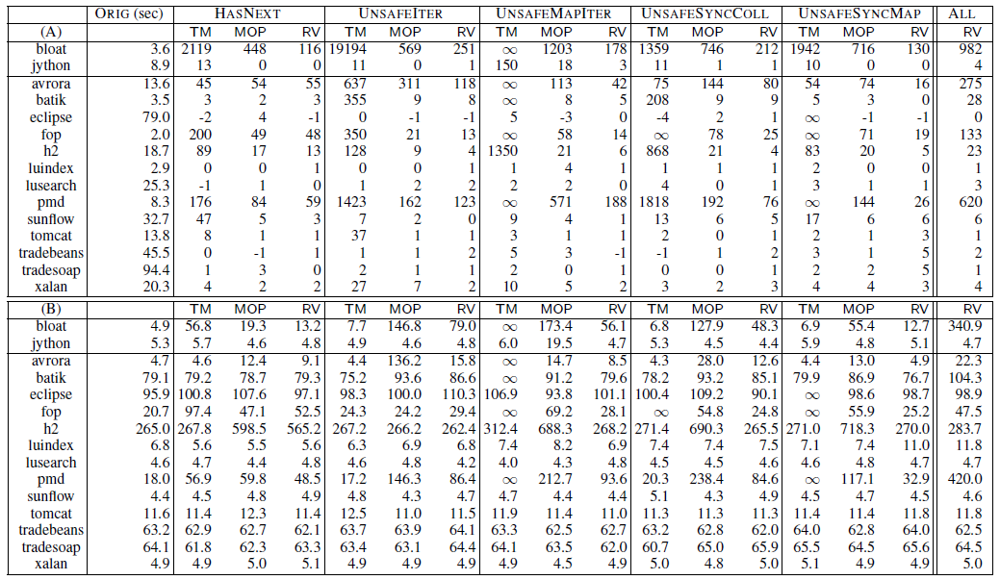 ORIG (sec) HASNEXT UNSAFEITER UNSAFEMAPITER UNSAFESYNCCOLL UNSAFESYNCMAP ALL
(A) TM MOP RV TM MOP RV TM MOP RV TM MOP RV TM MOP RV RV
bloat 3.6 2119 448 116 19194 569 251 ∞ 1203 178 1359 746 212 1942 716 130 982
jython 8.9 13 0 0 11 0 1 150 18 3 11 1 1 10 0 0 4
avrora 13.6 45 54 55 637 311 118 ∞ 113 42 75 144 80 54 74 16 275
batik 3.5 3 2 3 355 9 8 ∞ 8 5 208 9 9 5 3 0 28
eclipse 79.0 -2 4 -1 0 -1 -1 5 -3 0 -4 2 1 ∞ -1 -1 0
fop 2.0 200 49 48 350 21 13 ∞ 58 14 ∞ 78 25 ∞ 71 19 133
h2 18.7 89 17 13 128 9 4 1350 21 6 868 21 4 83 20 5 23
luindex 2.9 0 0 1 0 0 1 1 4 1 1 1 1 2 0 0 1
lusearch 25.3 -1 1 0 1 2 2 2 2 0 4 0 1 3 1 1 3
pmd 8.3 176 84 59 1423 162 123 ∞ 571 188 1818 192 76 ∞ 144 26 620
sunflow 32.7 47 5 3 7 2 0 9 4 1 13 6 5 17 6 6 6
tomcat 13.8 8 1 1 37 1 1 3 1 1 2 0 1 2 1 3 1
tradebeans 45.5 0 -1 1 1 1 2 5 3 -1 -1 1 2 3 1 5 2
tradesoap 94.4 1 3 0 2 1 1 2 0 1 0 0 1 2 2 5 1
xalan 20.3 4 2 2 27 7 2 10 5 2 3 2 3 4 4 3 4
(B) TM MOP RV TM MOP RV TM MOP RV TM MOP RV TM MOP RV RV
bloat 4.9 56.8 19.3 13.2 7.7 146.8 79.0 ∞ 173.4 56.1 6.8 127.9 48.3 6.9 55.4 12.7 340.9
jython 5.3 5.7 4.6 4.8 4.9 4.6 4.8 6.0 19.5 4.7 5.3 4.5 4.4 5.9 4.8 5.1 4.7
avrora 4.7 4.6 12.4 9.1 4.4 136.2 15.8 ∞ 14.7 8.5 4.3 28.0 12.6 4.4 13.0 4.9 22.3
batik 79.1 79.2 78.7 79.3 75.2 93.6 86.6 ∞ 91.2 79.6 78.2 93.2 85.1 79.9 86.9 76.7 104.3
eclipse 95.9 100.8 107.6 97.1 98.3 100.0 110.3 106.9 93.8 101.1 100.4 109.2 90.1 ∞ 98.6 98.7 98.9
fop 20.7 97.4 47.1 52.5 24.3 24.2 29.4 ∞ 69.2 28.1 ∞ 54.8 24.8 ∞ 55.9 25.2 47.5
h2 265.0 267.8 598.5 565.2 267.2 266.2 262.4 312.4 688.3 268.2 271.4 690.3 265.5 271.0 718.3 270.0 283.7
luindex 6.8 5.6 5.5 5.6 6.3 6.9 6.8 7.4 8.2 6.9 7.4 7.4 7.5 7.1 7.4 11.0 11.8
lusearch 4.6 4.7 4.4 4.8 4.6 4.8 4.2 4.0 4.3 4.8 4.5 4.5 4.6 4.6 4.8 4.7 4.7
pmd 18.0 56.9 59.8 48.5 17.2 146.3 86.4 ∞ 212.7 93.6 20.3 238.4 84.6 ∞ 117.1 32.9 420.0
sunflow 4.4 4.5 4.8 4.9 4.8 4.3 4.7 4.7 4.4 4.4 5.1 4.3 4.9 4.5 4.7 4.5 4.6
tomcat 11.6 11.4 12.3 11.4 12.5 11.0 11.5 11.9 11.4 11.0 11.3 11.3 11.3 11.4 11.4 11.8 11.8
tradebeans 63.2 62.9 62.7 62.1 63.7 63.9 64.1 63.3 62.5 62.7 63.2 62.8 62.0 64.0 62.8 64.0 62.5
tradesoap 64.1 61.8 62.3 63.3 63.4 63.1 64.4 64.1 63.5 62.0 60.7 65.0 65.9 65.5 64.5 65.6 64.5
xalan 4.9 4.9 5.0 5.1 4.9 4.9 4.9 4.9 4.5 4.9 5.0 4.8 5.0 5.1 4.9 4.9 5.0